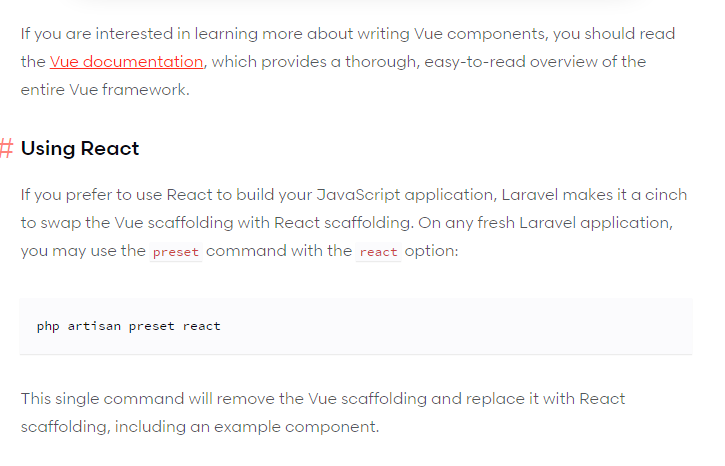 If you are interested in learning more about writing Vue components, you should read
the Vue documentation, which provides a thorough, easy-to-read overview of the
entire Vue framework.
# Using React
If you prefer to use React to build your JavaScript application, Laravel makes it a cinch
to swap the Vue scaffolding with React scaffolding. On any fresh Laravel application,
you may use the preset command with the react option:
php artisan preset react
This single command will remove the Vue scaffolding and replace it with React
scaffolding, including an example component.